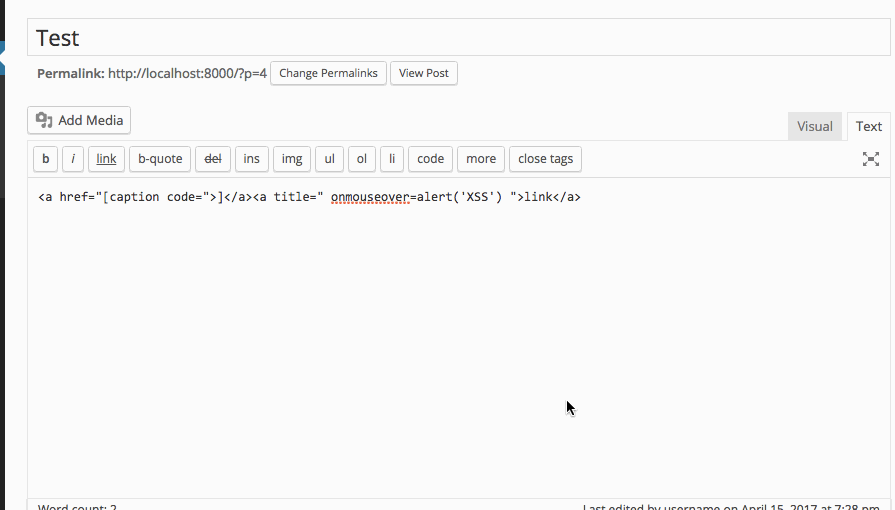 Test
Permalink: http://localhost:8000/?p=4 Change Permalinks View Post
Add Media
Visual Text
b i link b-quote del ins img ul ol li code more close tags
<a href="[caption code=">]</a><a title=" onmouseover=alert('XSS') ">link</a>
Word count: 2 Last edited by username on April 15, 2017 at 7:28 pm